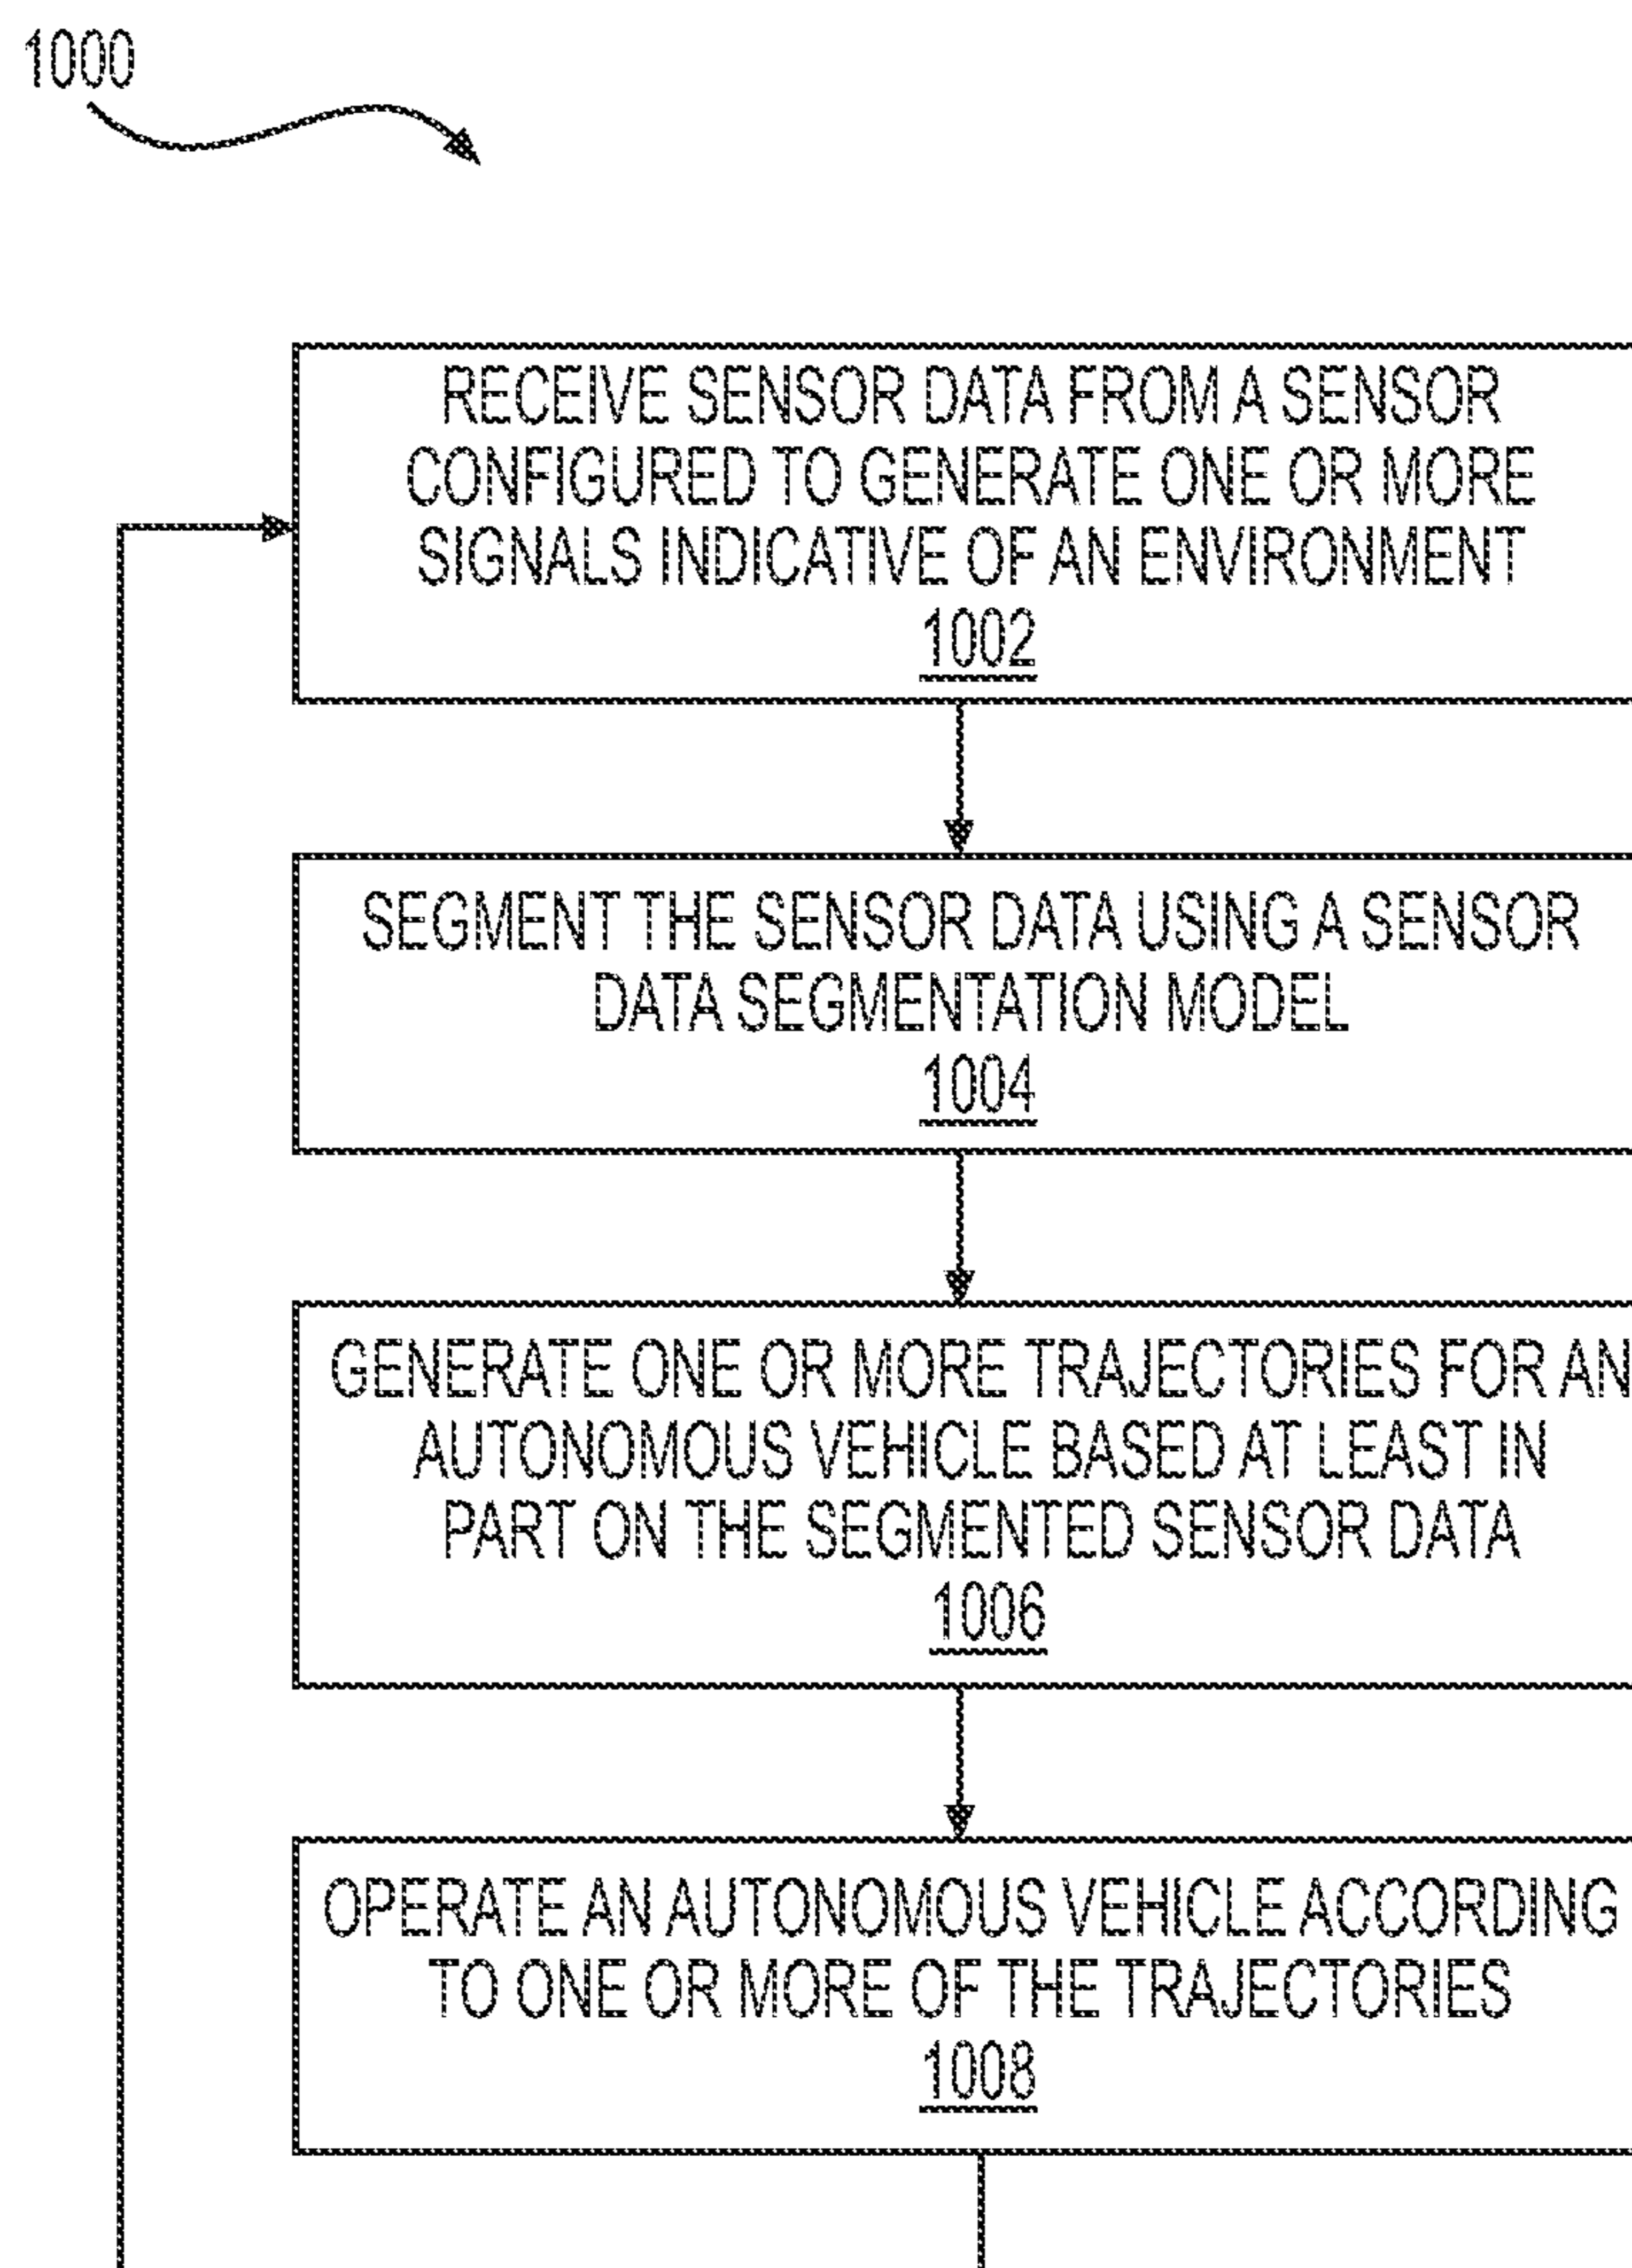 1000
RECEIVE SENSOR DATA FROM A SENSOR
CONFIGURED TO GENERATE ONE OR MORE
SIGNALS INDICATIVE OF AN ENVIRONMENT
1002
SEGMENT THE SENSOR DATA USING A SENSOR
DATA SEGMENTATION MODEL
1004
GENERATE ONE OR MORE TRAJECTORIES FOR AN
AUTONOMOUS VEHICLE BASED AT LEAST IN
PART ON THE SEGMENTED SENSOR DATA
1006
OPERATE AN AUTONOMOUS VEHICLE ACCORDING
TO ONE OR MORE OF THE TRAJECTORIES
1008